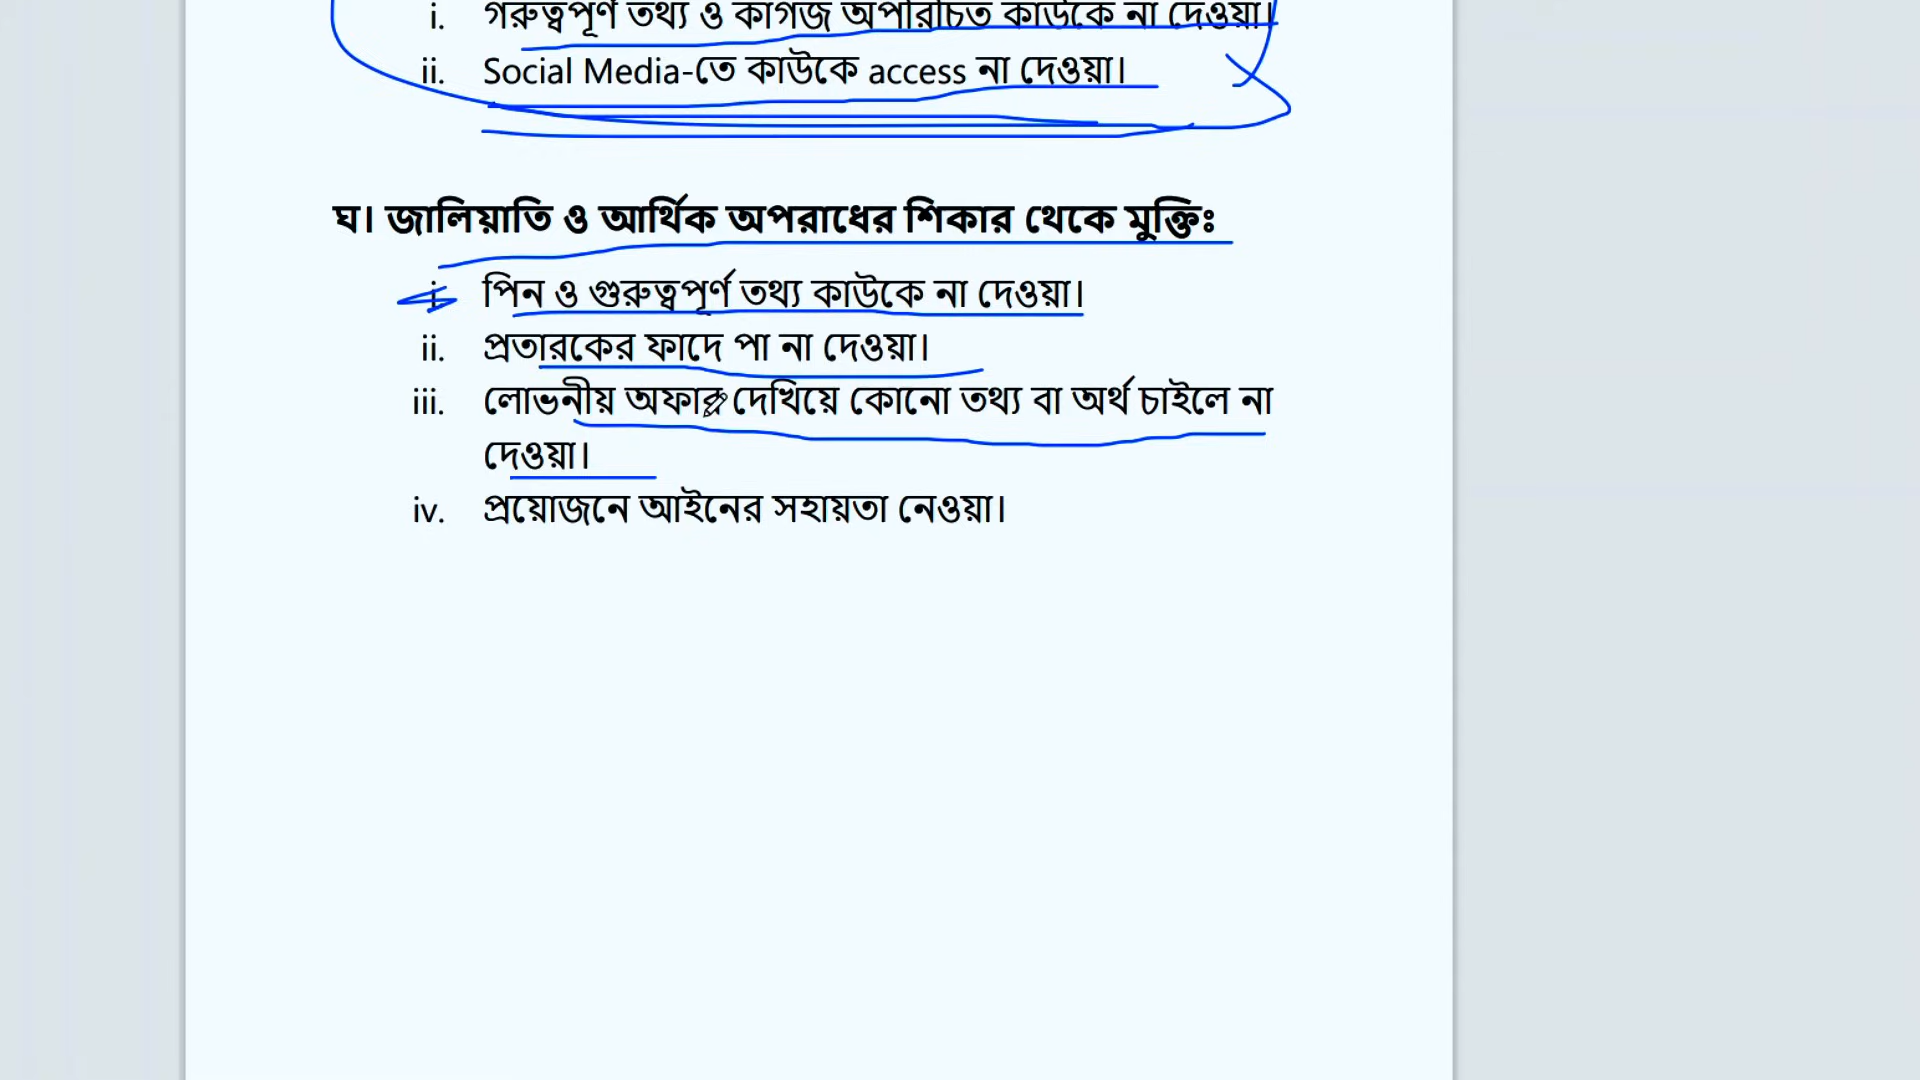 i. গুরুত্বপূর্ণ তথ্য ও কাগজ অপরিচিত কাউকে না দেওয়া।
ii. Social Media-তে কাউকে access না দেওয়া।
ঘ। জালিয়াতি ও আর্থিক অপরাধের শিকার থেকে মুক্তিঃ
i. পিন ও গুরুত্বপূর্ণ তথ্য কাউকে না দেওয়া।
ii. প্রতারকের ফাদে পা না দেওয়া।
iii. লোভনীয় অফার দেখিয়ে কোনো তথ্য বা অর্থ চাইলে না
দেওয়া।
iv. প্রয়োজনে আইনের সহায়তা নেওয়া।